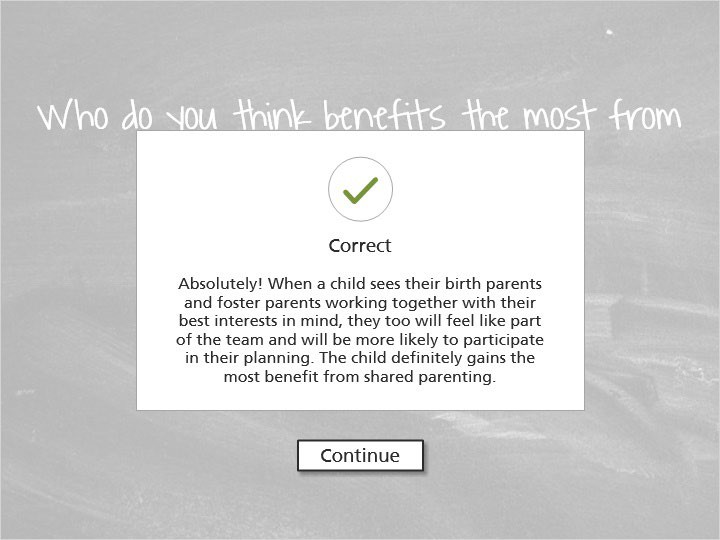 Who do you think benefits the most from
Correct
Absolutely! When a child sees their birth parents
and foster parents working together with their
best interests in mind, they too will feel like part
of the team and will be more likely to participate
in their planning. The child definitely gains the
most benefit from shared parenting.
Continue